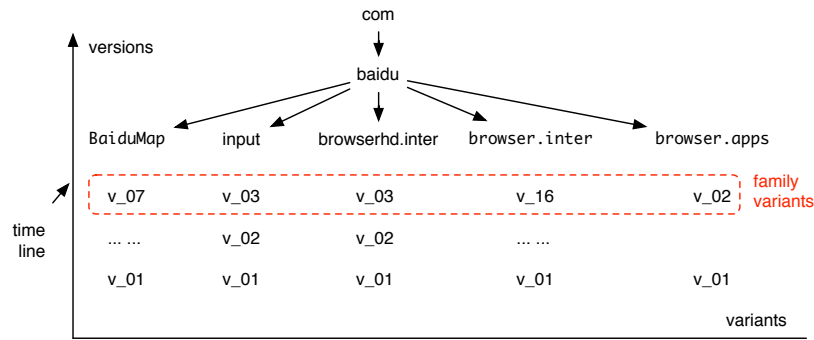 com
versions
baidu
BaiduMap input browserhd.inter browser.inter browser.apps
family
variants
v_07 v_03 v_03 v_16 v_02
time
line
... ... v_02 v_02 ... ...
v_01 v_01 v_01 v_01 v_01
variants